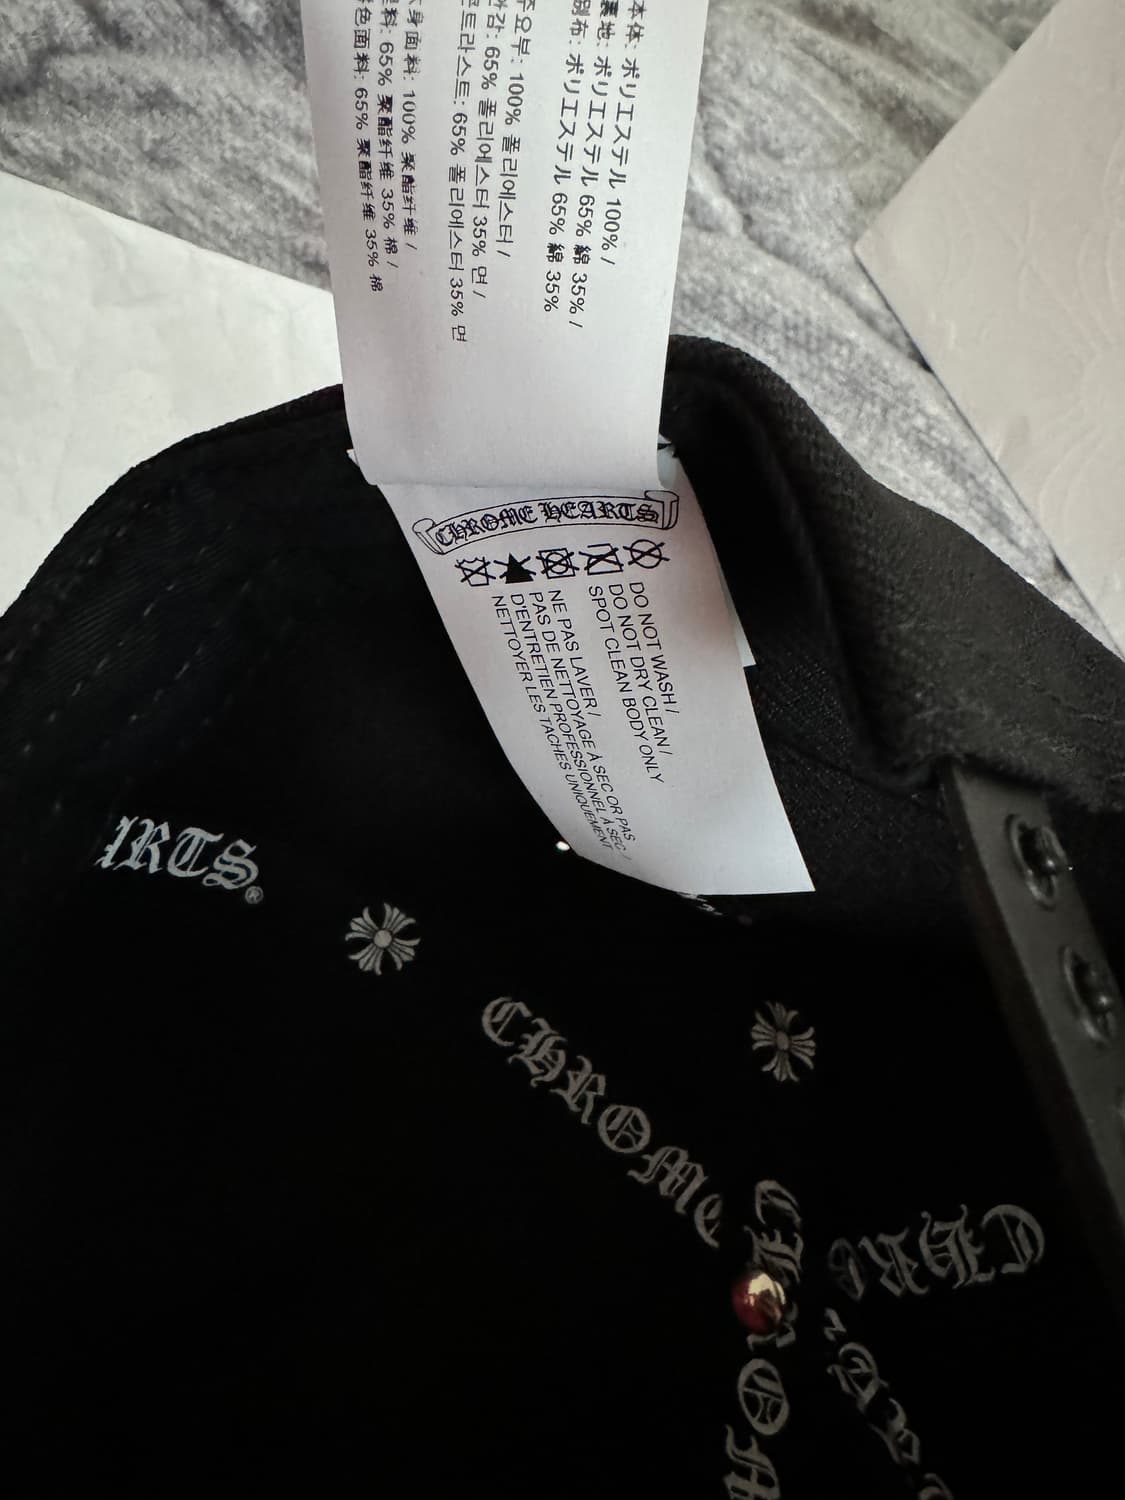 本体: ポリエステル 100% /
裏地: ポリエステル 65% 綿 35% /
別布: ポリエステル 65% 綿 35%
주요부: 100% 폴리에스터 /
안감: 65% 폴리에스터 35% 면 /
콘트라스트: 65% 폴리에스터 35% 면
身面料: 100% 聚酯纤维 /
料: 65% 聚酯纤维 35% 棉 /
色面料: 65% 聚酯纤维 35% 棉
CHROME HEARTS
DO NOT WASH /
DO NOT DRY CLEAN /
SPOT CLEAN BODY ONLY
NE PAS LAVER /
PAS DE NETTOYAGE À SEC OR PAS
D'ENTRETIEN PROFESSIONNEL À SEC /
NETTOYER LES TACHES UNIQUEMENT
RTS®
CHROME
CHROM
CHRO